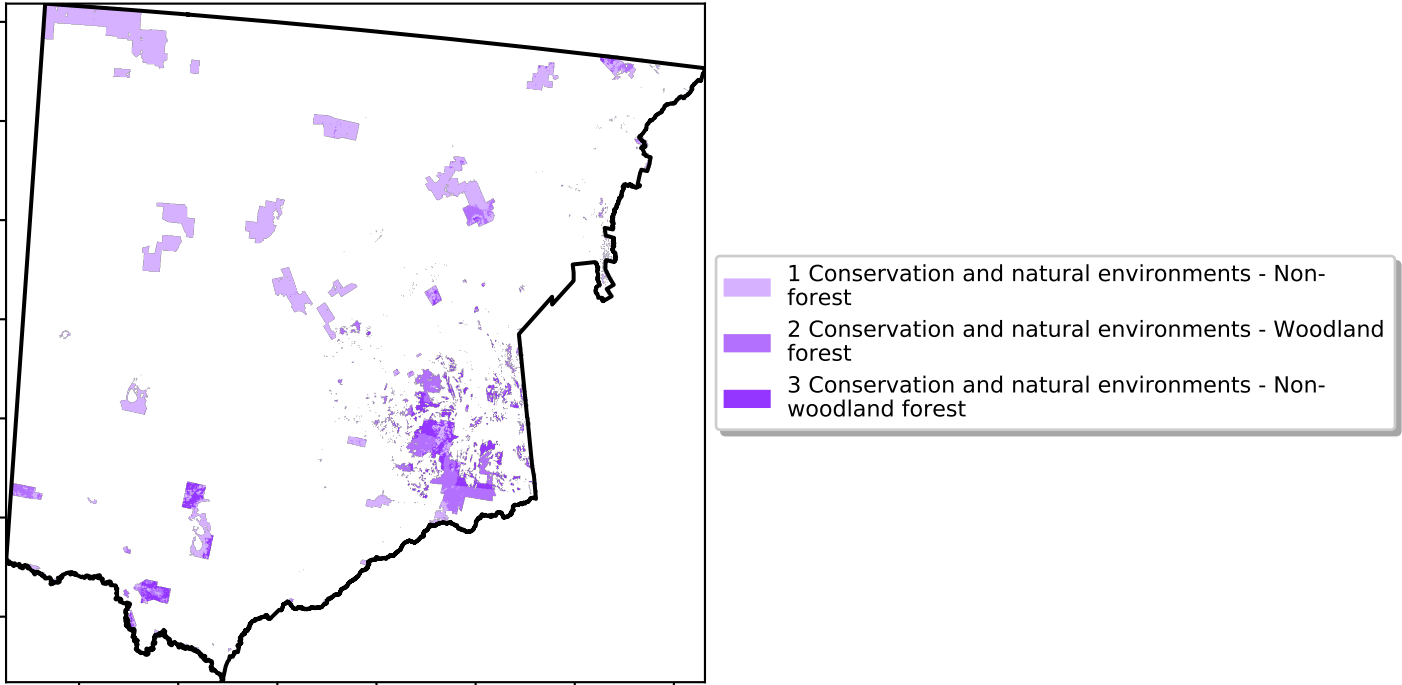 1 Conservation and natural environments - Non-
forest
2 Conservation and natural environments - Woodland
forest
3 Conservation and natural environments - Non-
woodland forest